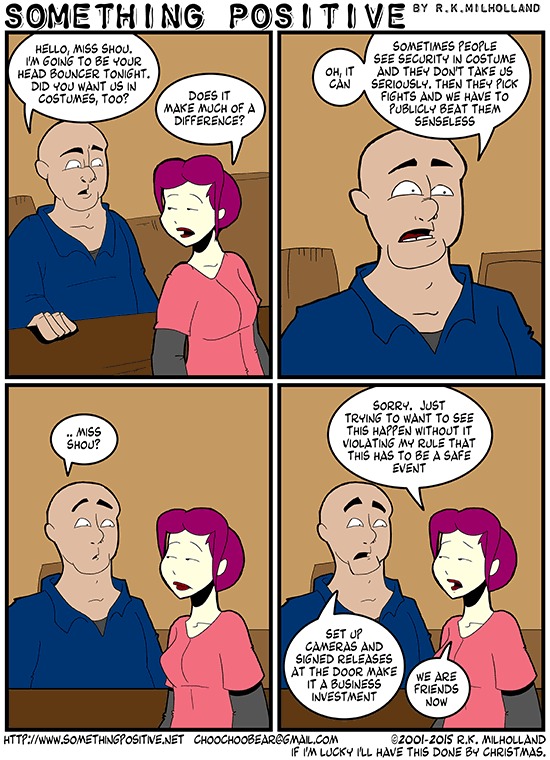 SOMETHING POSITIVE BY R.K.MILHOLLAND
HELLO, MISS SHOU.
I'M GOING TO BE YOUR
HEAD BOUNCER TONIGHT.
DID YOU WANT US IN
COSTUMES, TOO?
DOES IT
MAKE MUCH OF A
DIFFERENCE?
OH, IT
CAN
SOMETIMES PEOPLE
SEE SECURITY IN COSTUME
AND THEY DON'T TAKE US
SERIOUSLY. THEN THEY PICK
FIGHTS AND WE HAVE TO
PUBLICLY BEAT THEM
SENSELESS
.. MISS
SHOU?
SORRY. JUST
TRYING TO WANT TO SEE
THIS HAPPEN WITHOUT IT
VIOLATING MY RULE THAT
THIS HAS TO BE A SAFE
EVENT
SET UP
CAMERAS AND
SIGNED RELEASES
AT THE DOOR MAKE
IT A BUSINESS
INVESTMENT
WE ARE
FRIENDS
NOW
HTTP://WWW.SOMETHINGPOSITIVE.NET CHOOCHOOBEAR@GMAIL.COM ©2001-2015 R.K. MILHOLLAND
IF I'M LUCKY I'LL HAVE THIS DONE BY CHRISTMAS.